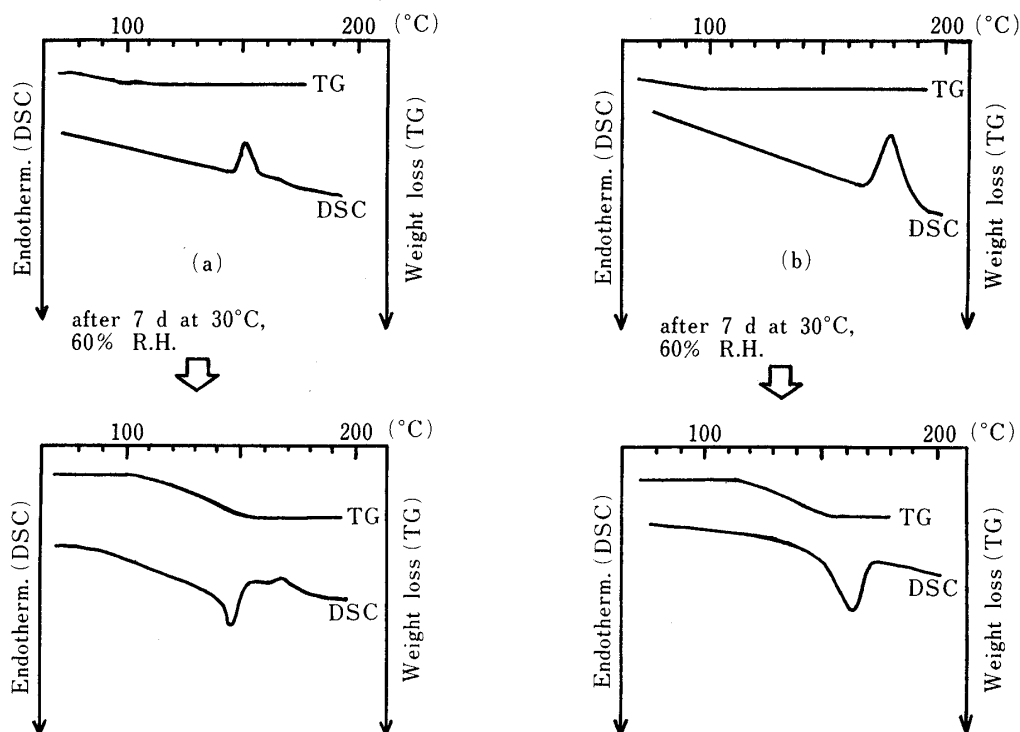 100 200 (°C)
TG
DSC
Endotherm. (DSC)
Weight loss (TG)
(a)
after 7 d at 30°C,
60% R.H.
100 200 (°C)
TG
DSC
Endotherm. (DSC)
Weight loss (TG)
(b)
after 7 d at 30°C,
60% R.H.
100 200 (°C)
TG
DSC
Endotherm. (DSC)
Weight loss (TG)
100 200 (°C)
TG
DSC
Endotherm. (DSC)
Weight loss (TG)